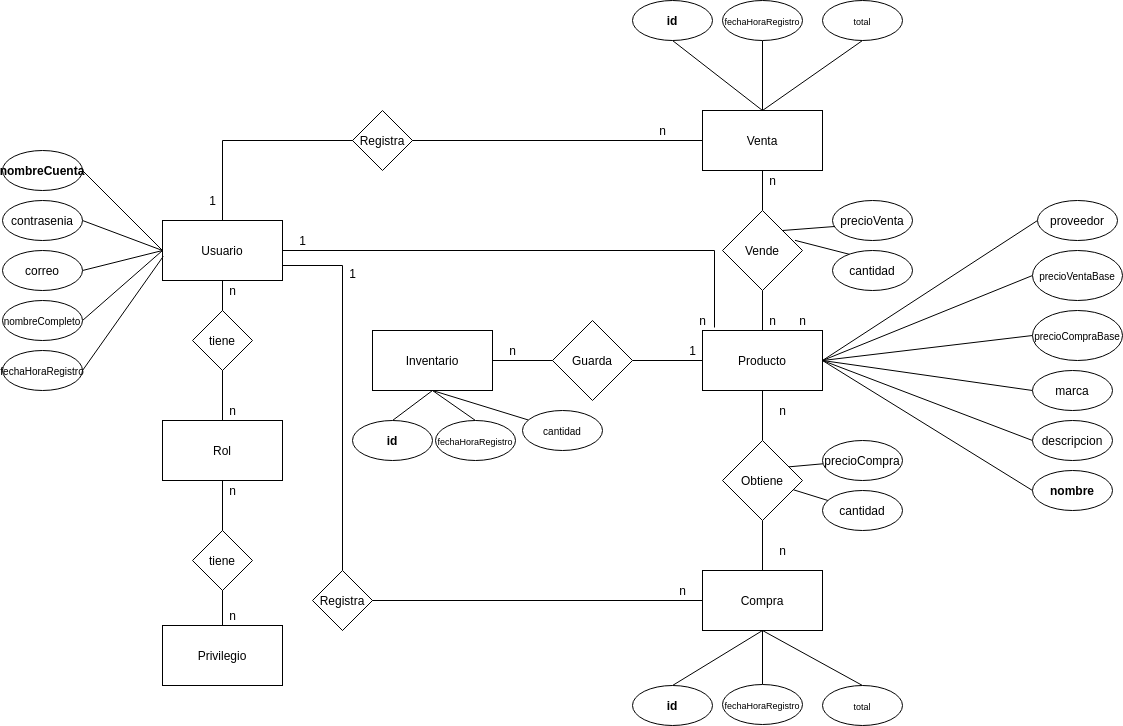 id
fechaHoraRegistro
total
Registra
n
Venta
nombreCuenta
1
n
contrasenia
correo
nombreCompleto
fechaHoraRegistro
Usuario
1
1
n
tiene
n
Rol
n
tiene
n
Privilegio
precioVenta
Vende
cantidad
n
n
n
Inventario
n
Guarda
1
Producto
id
fechaHoraRegistro
cantidad
proveedor
precioVentaBase
precioCompraBase
marca
descripcion
nombre
n
precioCompra
Obtiene
cantidad
n
Registra
n
Compra
id
fechaHoraRegistro
total